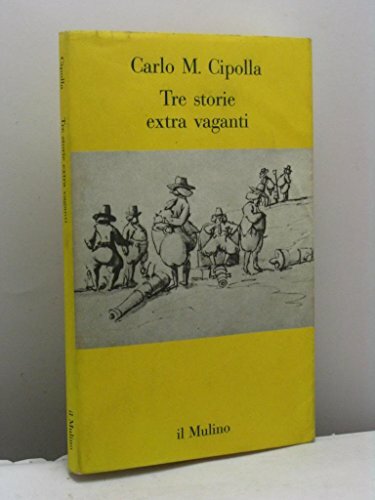 Carlo M. Cipolla
Tre storie
extra vaganti
il Mulino
Cipolla
Tre storie extra vaganti
il Mulino